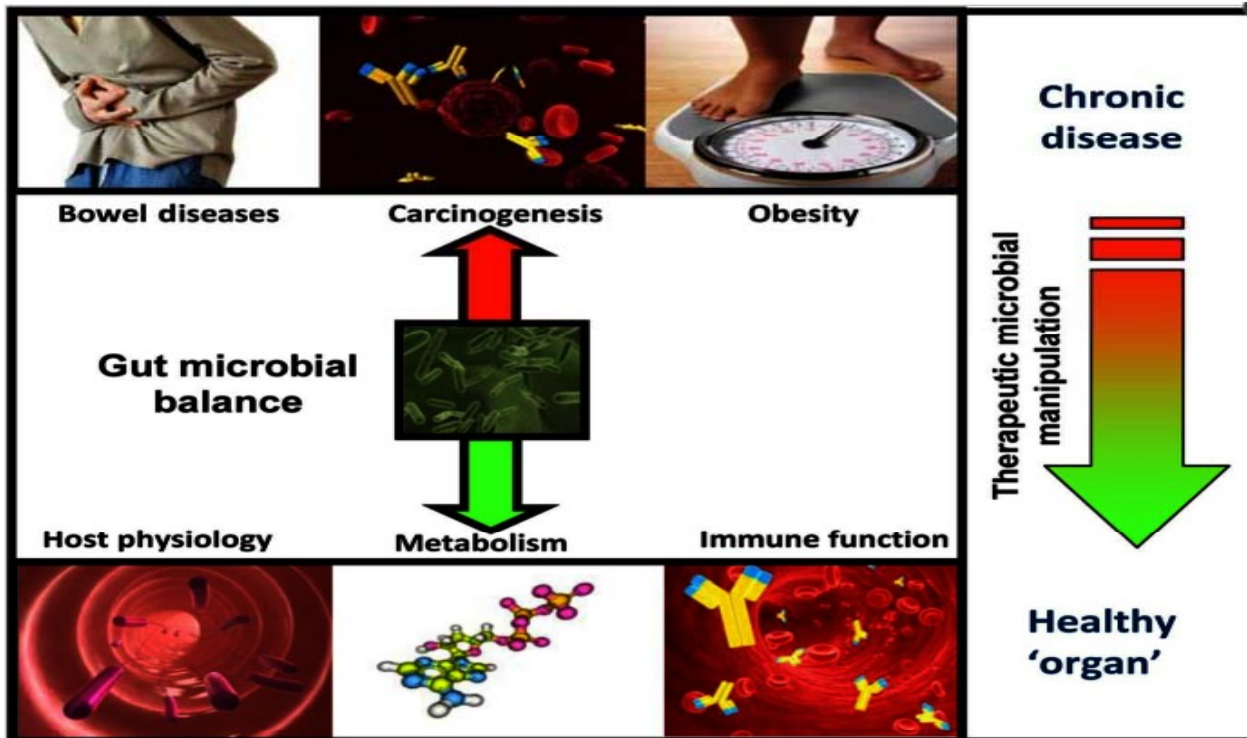 Chronic
disease
Bowel diseases
Carcinogenesis
Obesity
Gut microbial
balance
Therapeutic microbial
manipulation
Host physiology
Metabolism
Immune function
Healthy
‘organ’